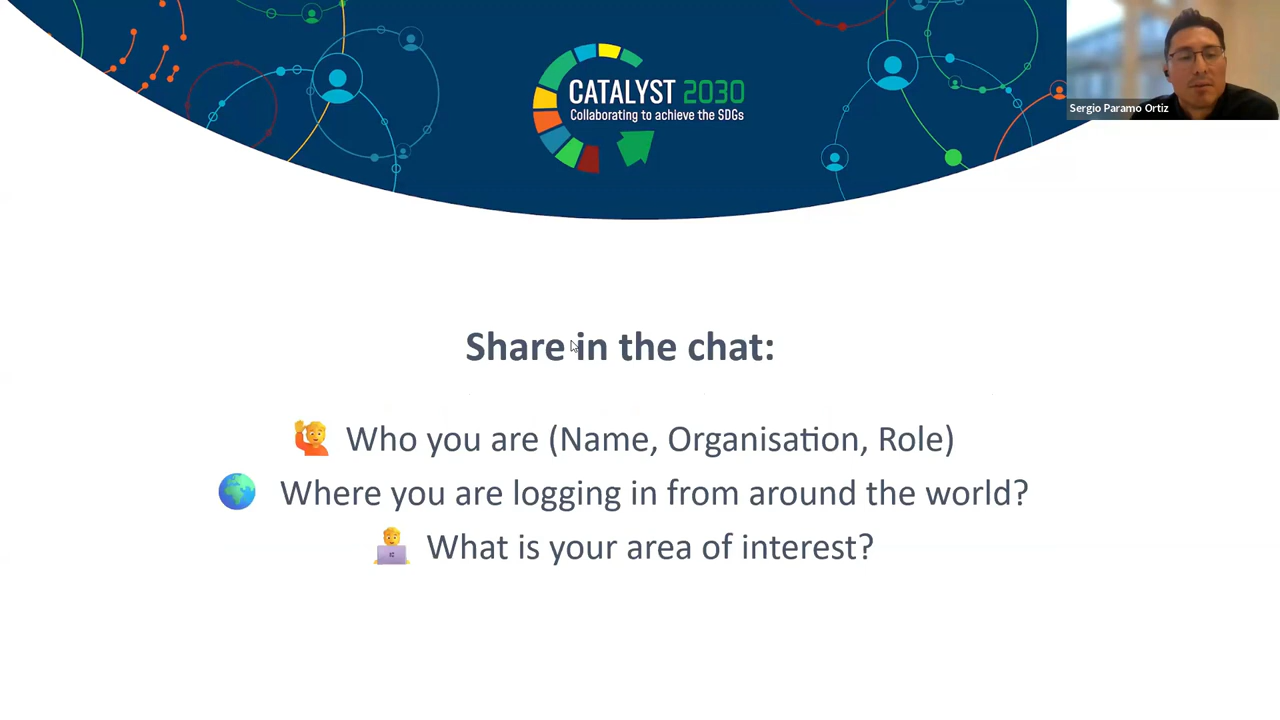 CATALYST 2030
Collaborating to achieve the SDGs
Sergio Paramo Ortiz
Share in the chat:
Who you are (Name, Organisation, Role)
Where you are logging in from around the world?
What is your area of interest?